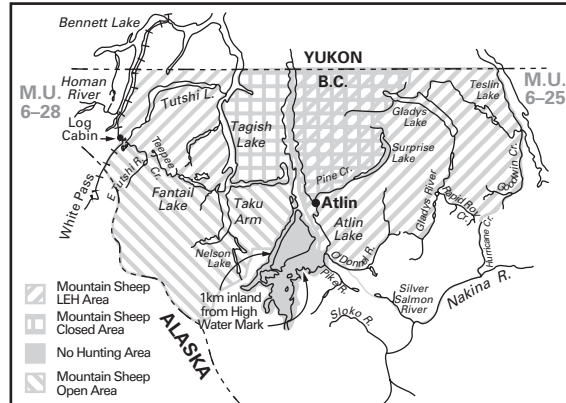 Bennett Lake
YUKON
B.C.
M.U.
6–28
Homan
River
Log
Cabin
White Pass
E. Tutshi R.
Tutshi L.
Teepee
Cr.
Fantail
Lake
Tagish
Lake
Taku
Arm
Nelson
Lake
Pine Cr.
Atlin
Atlin
Lake
Gladys
Lake
Surprise
Lake
Teslin
Lake
M.U.
6–25
Goodwin Cr.
Gladys River
Rapid Roy
Cr.
Hurricane Cr.
O'Donnel R.
Pike R.
Silver
Salmon
River
Nakina R.
Sloko R.
1km inland
from High
Water Mark
ALASKA
Mountain Sheep
LEH Area
Mountain Sheep
Closed Area
No Hunting Area
Mountain Sheep
Open Area